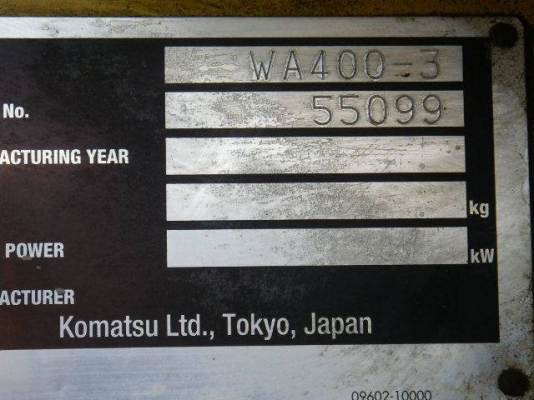 WA400-3
No. 55099
ACTURING YEAR
kg
POWER kW
ACTURER
Komatsu Ltd., Tokyo, Japan
09602-10000